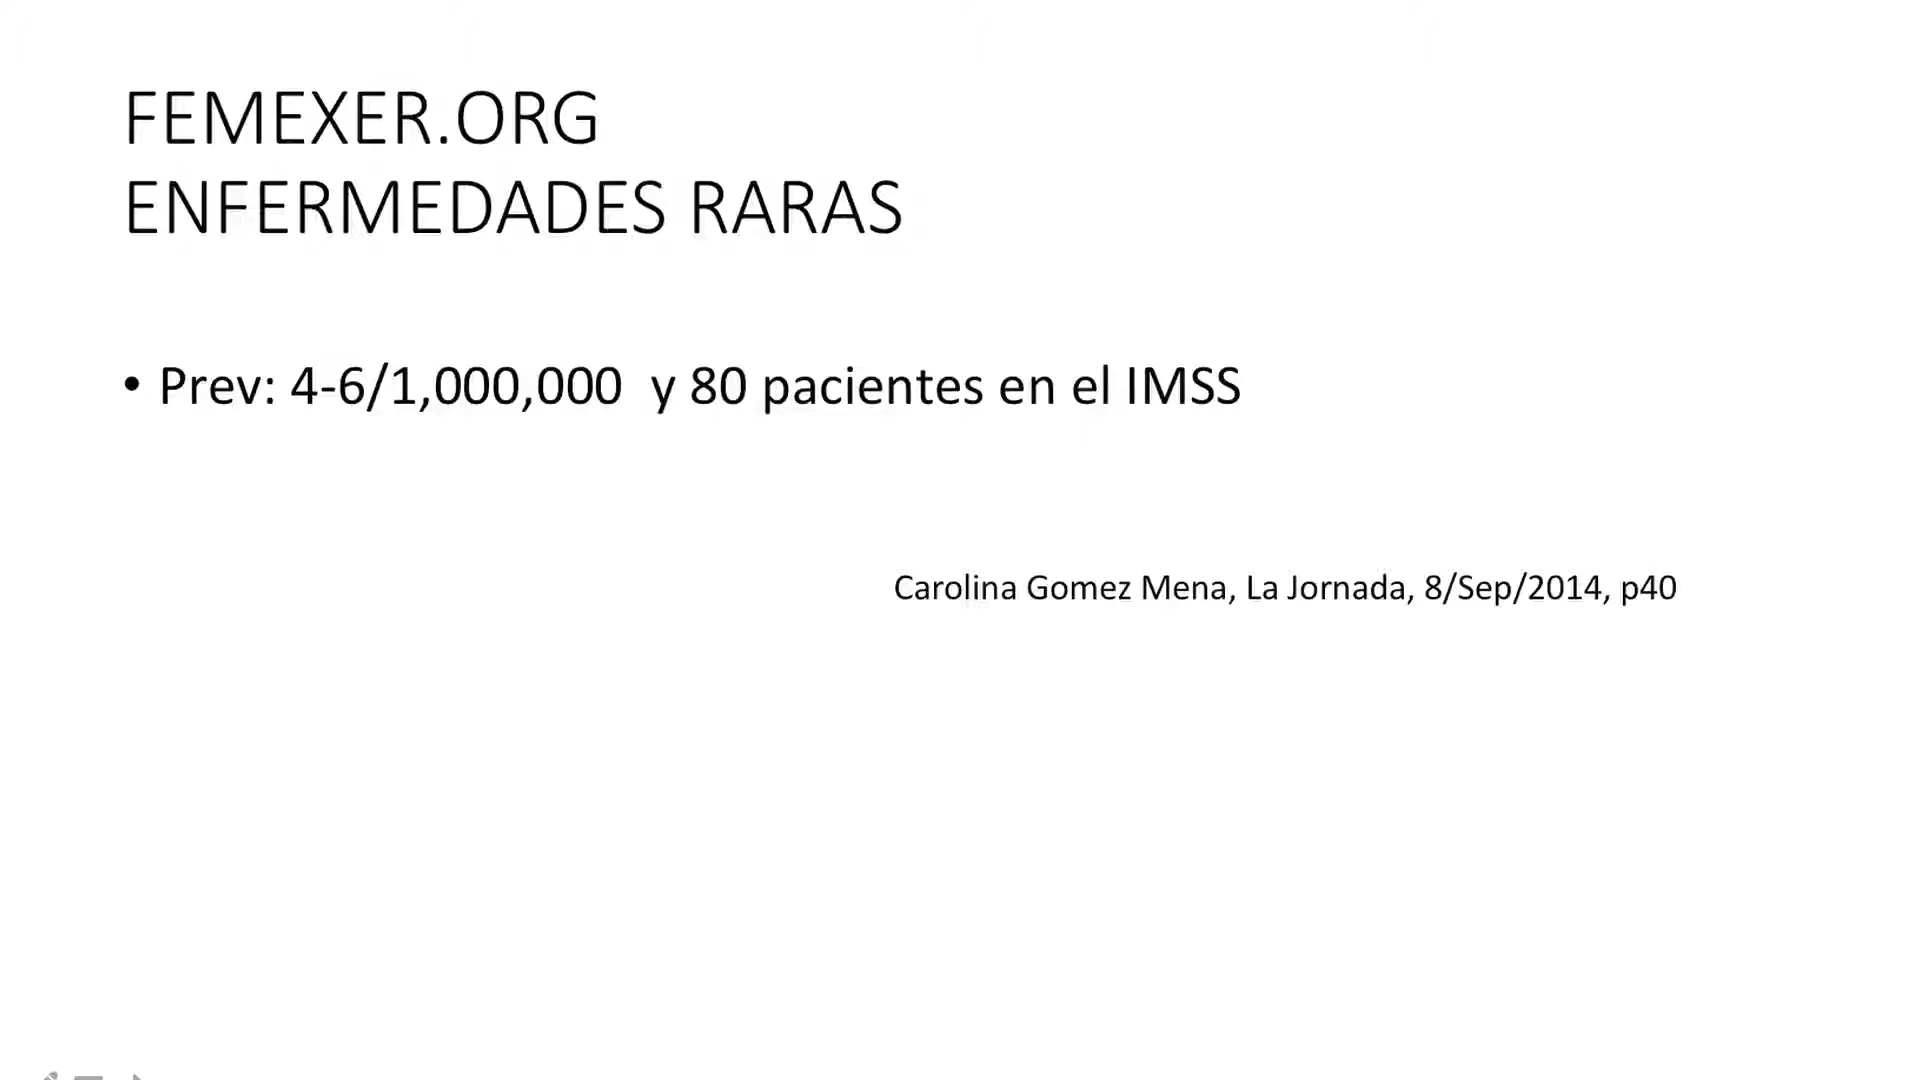 FEMEXER.ORG
ENFERMEDADES RARAS
• Prev: 4-6/1,000,000  y 80 pacientes en el IMSS
Carolina Gomez Mena, La Jornada, 8/Sep/2014, p40